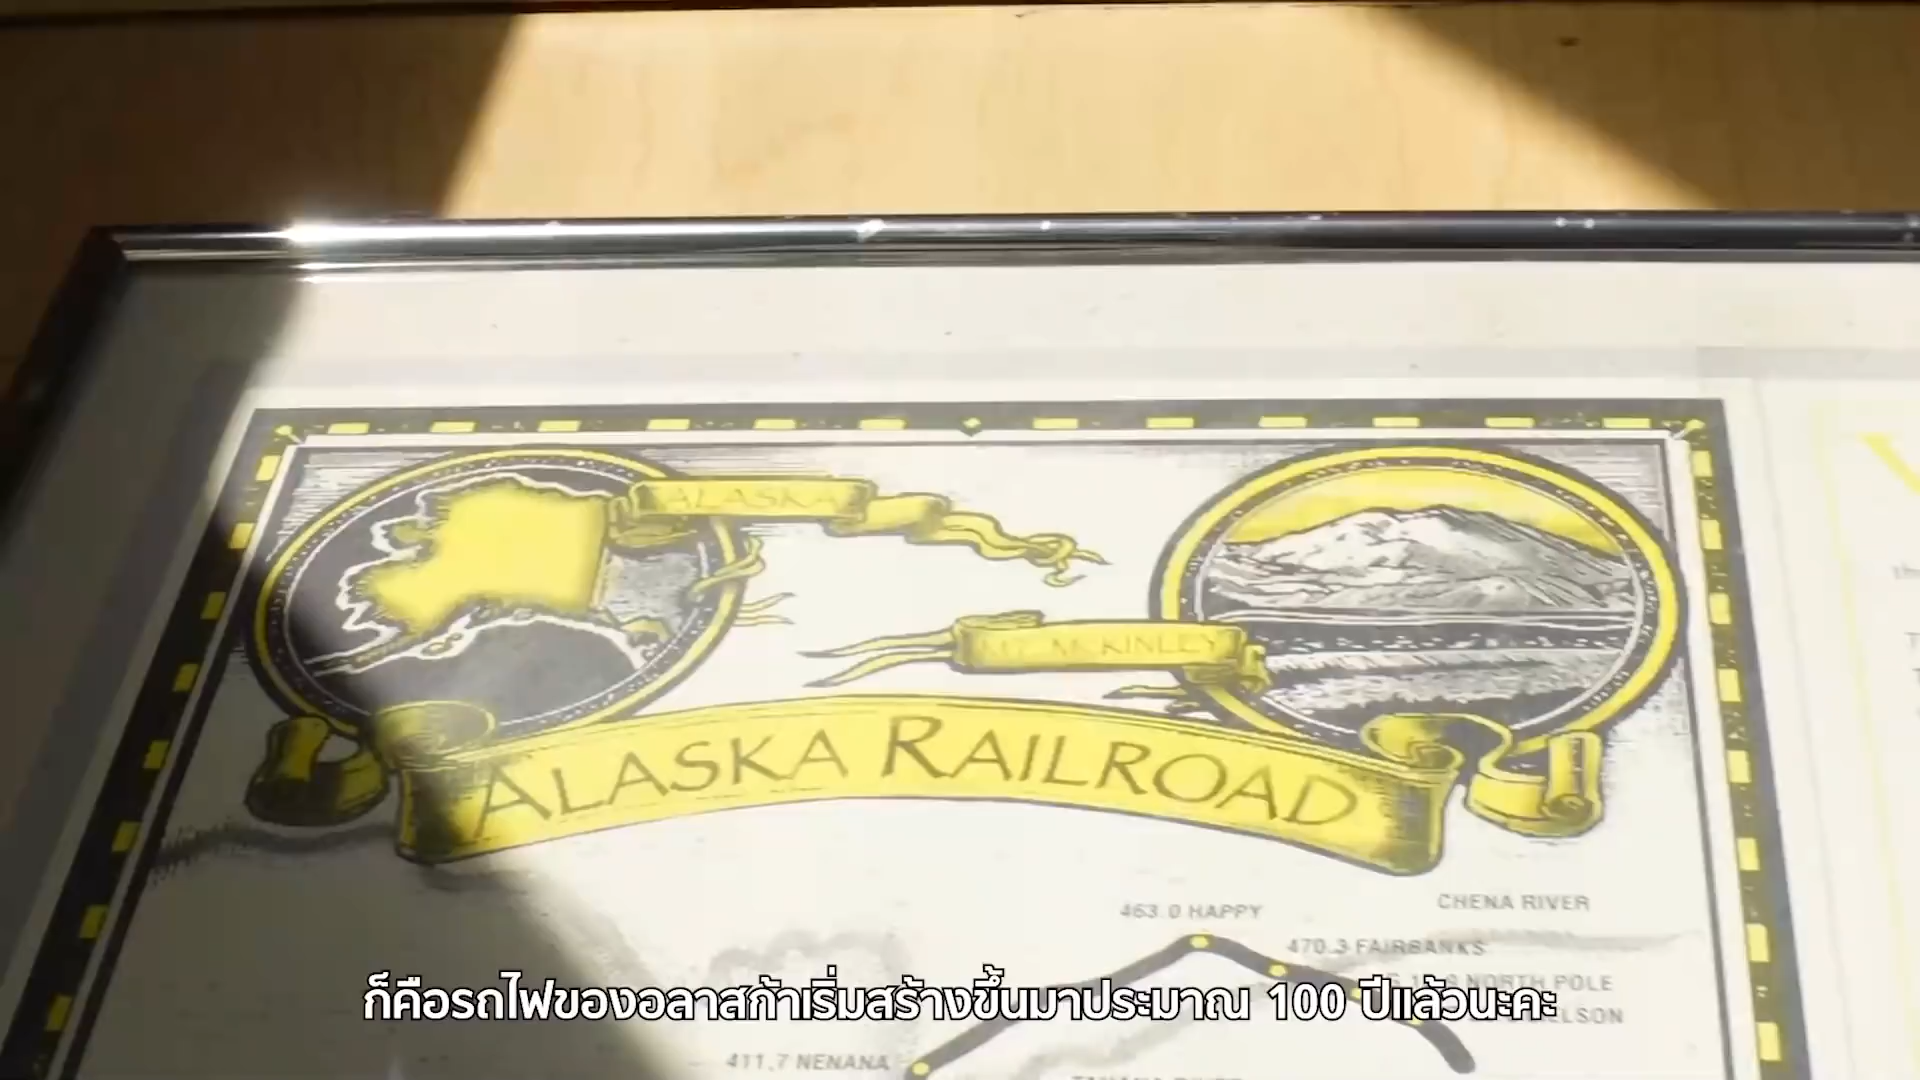 ALASKA
MT. MCKINLEY
ALASKA RAILROAD
463.0 HAPPY
CHENA RIVER
470.3 FAIRBANKS
NORTH POLE
ก็คือรถไฟของอลาสก้าเริ่มสร้างขึ้นมาประมาณ 100 ปีแล้วนะคะ
411.7 NENANA